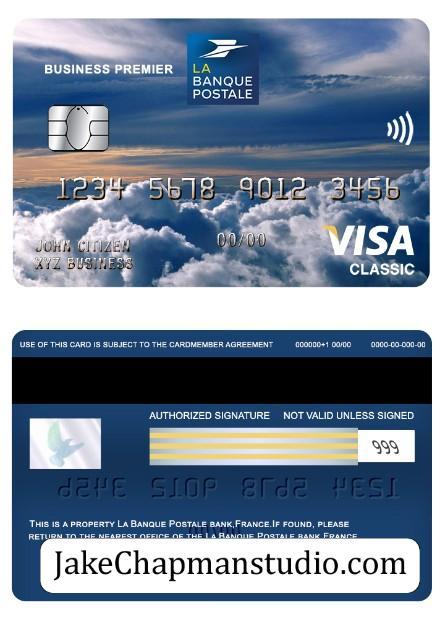 BUSINESS PREMIER
LA
BANQUE
POSTALE
1234 5678 9012 3456
JOHN CITIZEN
00/00
XYZ BUSINESS
VISA
CLASSIC
USE OF THIS CARD IS SUBJECT TO THE CARDMEMBER AGREEMENT 000000+1 00/00 0000-00-000-00
AUTHORIZED SIGNATURE NOT VALID UNLESS SIGNED
999
THIS IS A PROPERTY LA BANQUE POSTALE BANK,FRANCE.IF FOUND, PLEASE
RETURN TO THE NEAREST OFFICE OF THE LA BANQUE POSTALE BANK FRANCE
JakeChapmanstudio.com